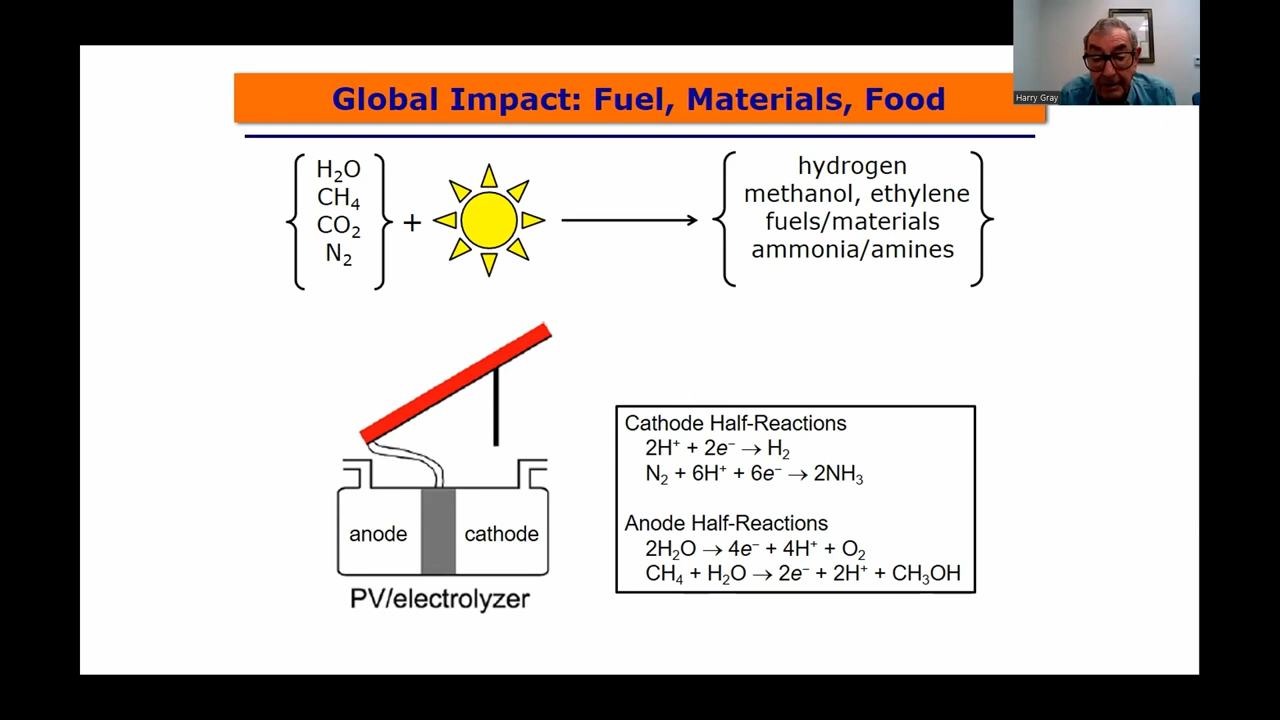 Global Impact: Fuel, Materials, Food
Harry Gray
H₂O
CH₄
CO₂
N₂
+
hydrogen
methanol, ethylene
fuels/materials
ammonia/amines
anode
cathode
PV/electrolyzer
Cathode Half-Reactions
2H⁺ + 2e⁻ → H₂
N₂ + 6H⁺ + 6e⁻ → 2NH₃
Anode Half-Reactions
2H₂O → 4e⁻ + 4H⁺ + O₂
CH₄ + H₂O → 2e⁻ + 2H⁺ + CH₃OH